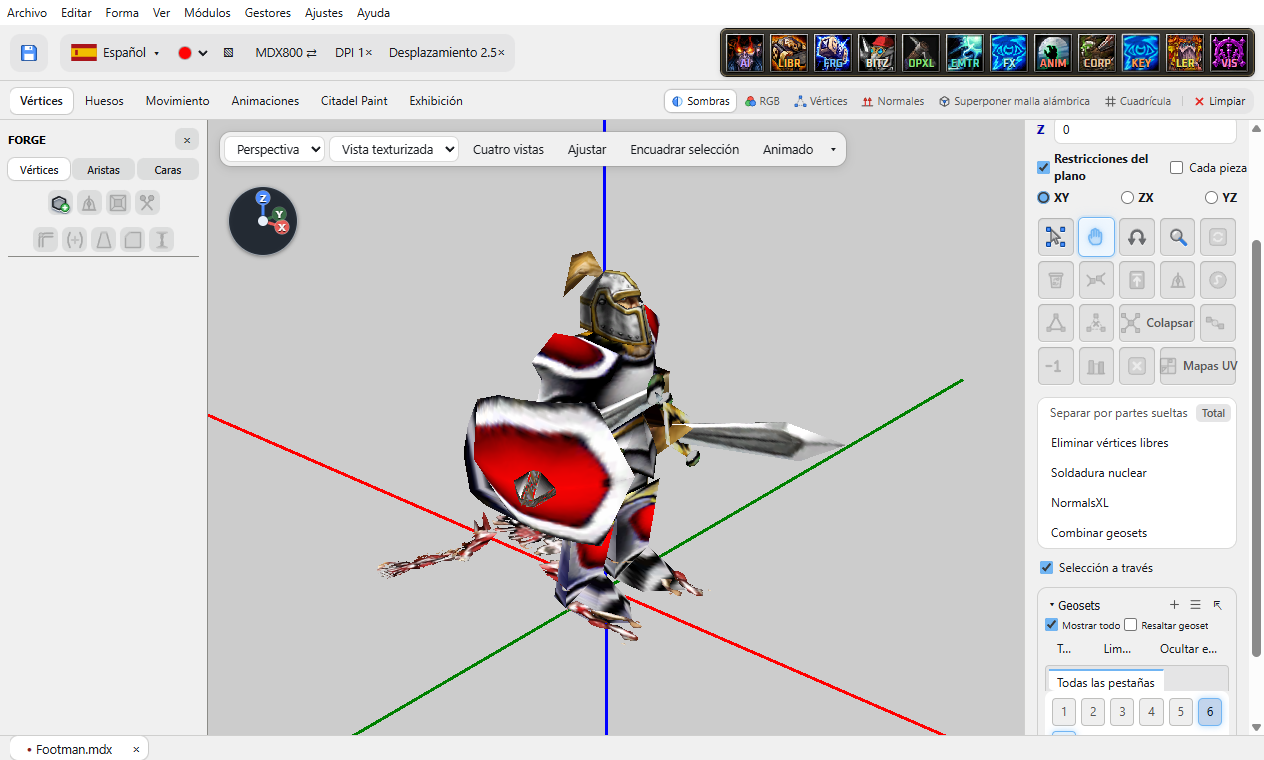 Archivo Editar Forma Ver Módulos Gestores Ajustes Ayuda
Español MDX800 ⇄ DPI 1× Desplazamiento 2.5×
AI LIBR FRG BITZ OPXL EMTR FX ANIM CORP KEY LER VIS
Vértices Huesos Movimiento Animaciones Citadel Paint Exhibición
Sombras RGB Vértices Normales Superponer malla alámbrica Cuadrícula Limpiar
FORGE ×
Vértices Aristas Caras
Perspectiva Vista texturizada Cuatro vistas Ajustar Encuadrar selección Animado
Z
Y
X
Z 0
Restricciones del plano
Cada pieza
XY ZX YZ
Colapsar
−1 Mapas UV
Separar por partes sueltas Total
Eliminar vértices libres
Soldadura nuclear
NormalsXL
Combinar geosets
Selección a través
Geosets
Mostrar todo Resaltar geoset
T... Lim... Ocultar e...
Todas las pestañas
1 2 3 4 5 6
Footman.mdx ×